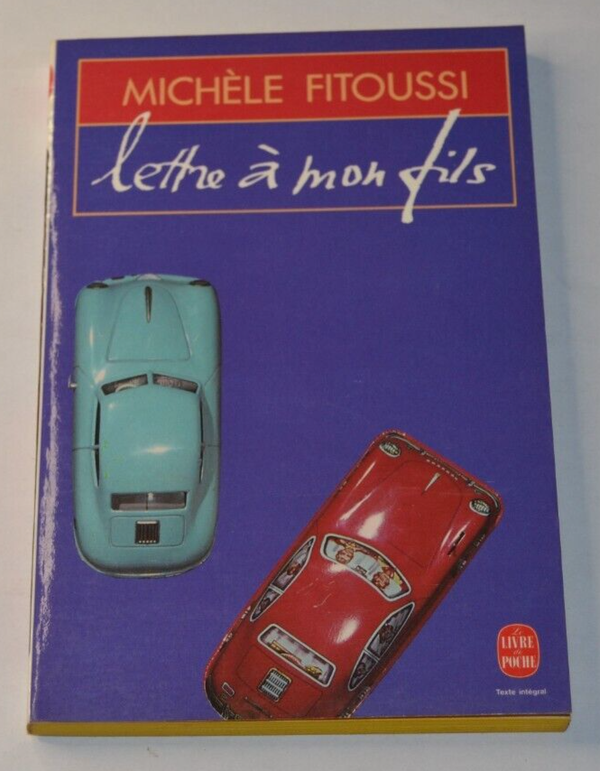 MICHÈLE FITOUSSI
lettre à mon fils
Le
LIVRE
de
POCHE
Texte intégral